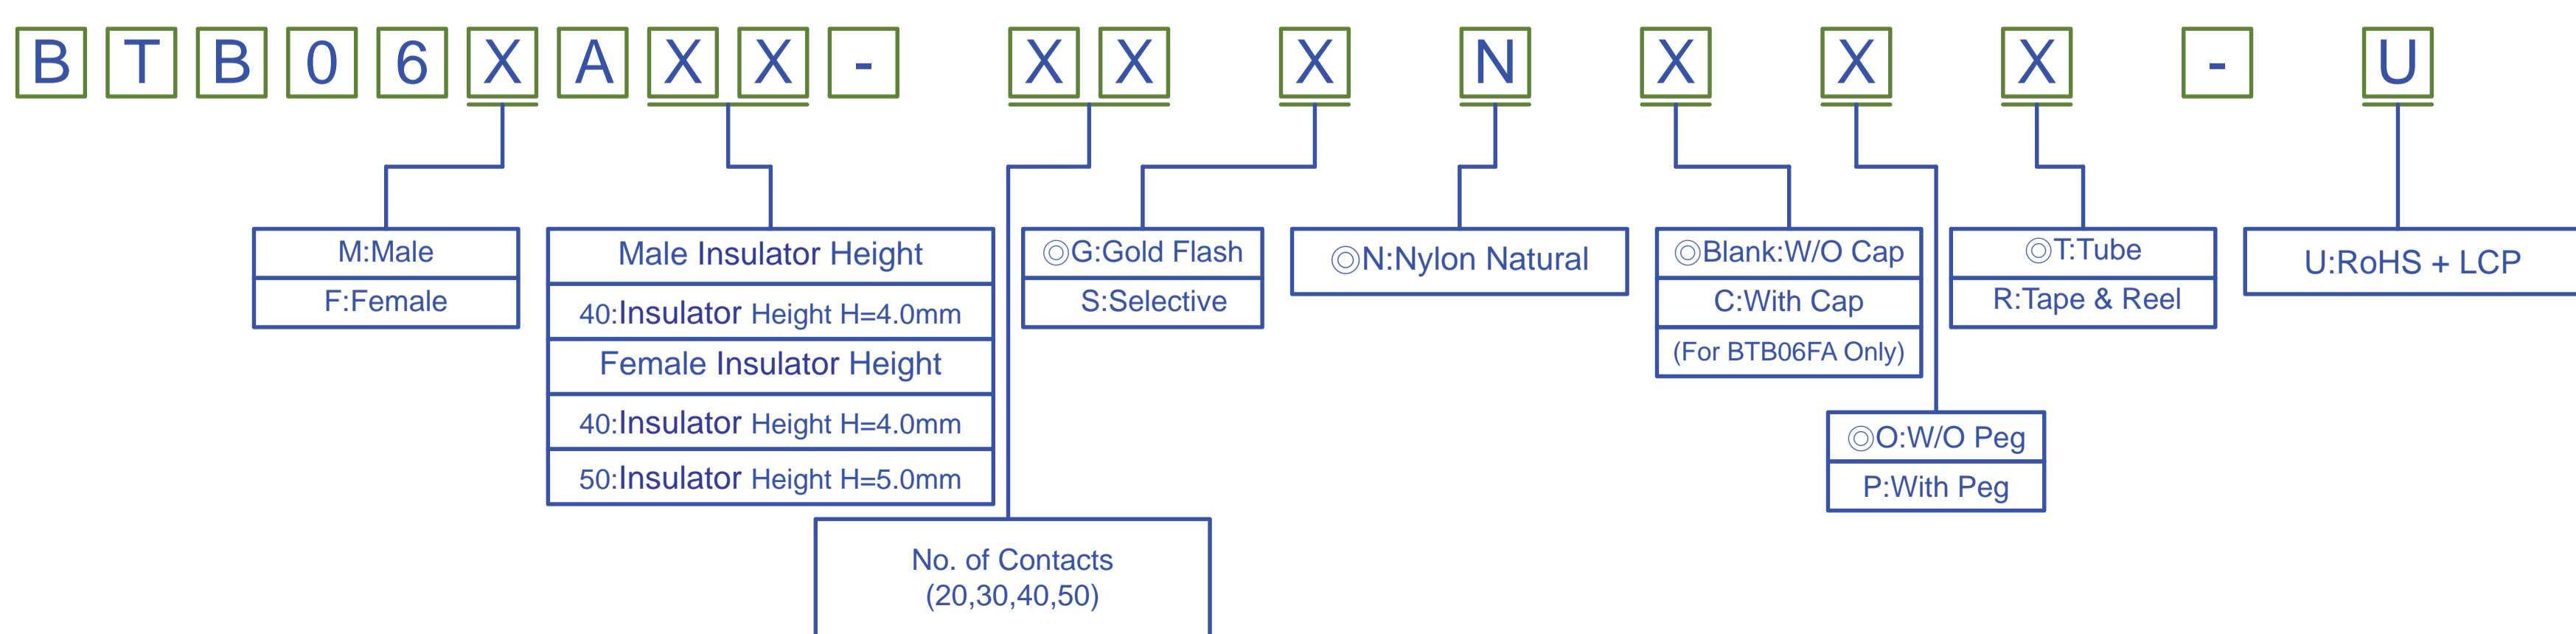 BTB06XAXX- XX X N X X X - U
M:Male
F:Female
Male Insulator Height
40:Insulator Height H=4.0mm
Female Insulator Height
40:Insulator Height H=4.0mm
50:Insulator Height H=5.0mm
No. of Contacts
(20,30,40,50)
◎G:Gold Flash
S:Selective
◎N:Nylon Natural
◎Blank:W/O Cap
C:With Cap
(For BTB06FA Only)
◎O:W/O Peg
P:With Peg
◎T:Tube
R:Tape & Reel
U:RoHS + LCP